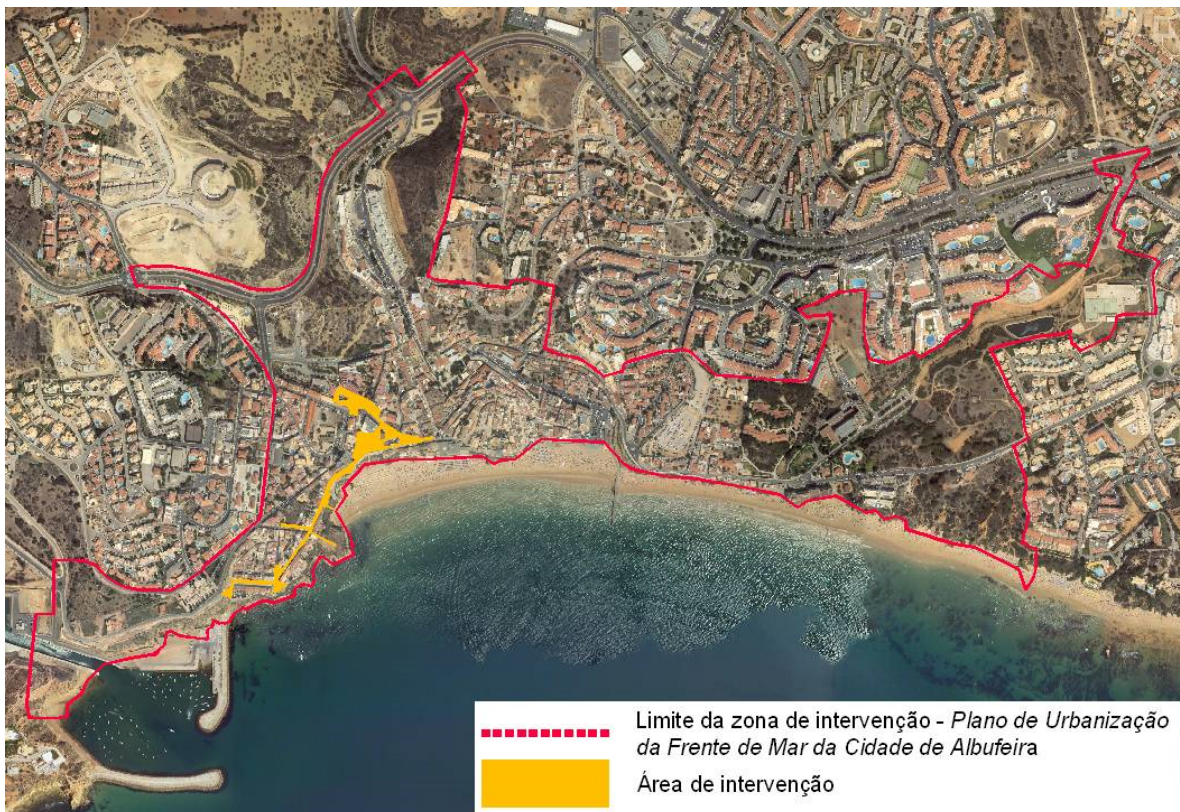 Limite da zona de intervenção - Plano de Urbanização
da Frente de Mar da Cidade de Albufeira
Área de intervenção